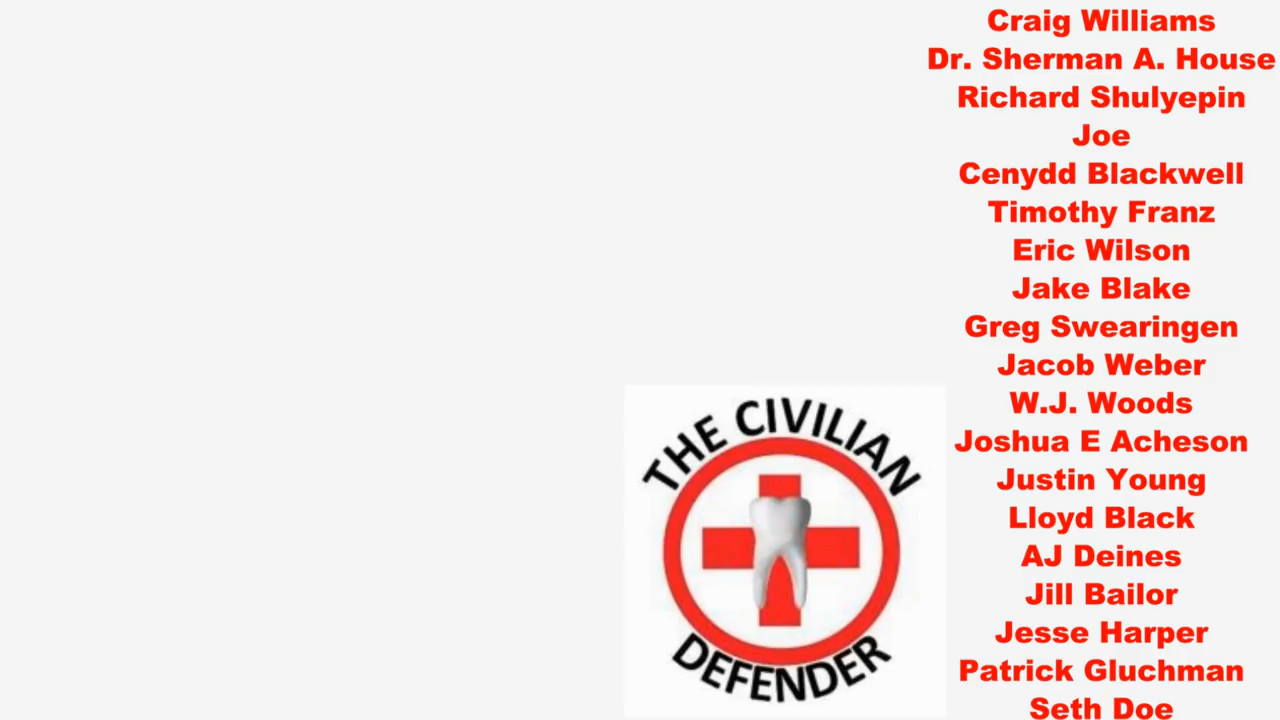 Craig Williams
Dr. Sherman A. House
Richard Shulyepin
Joe
Cenydd Blackwell
Timothy Franz
Eric Wilson
Jake Blake
Greg Swearingen
Jacob Weber
W.J. Woods
Joshua E Acheson
Justin Young
Lloyd Black
AJ Deines
Jill Bailor
Jesse Harper
Patrick Gluchman
Seth Doe
THE CIVILIAN
DEFENDER